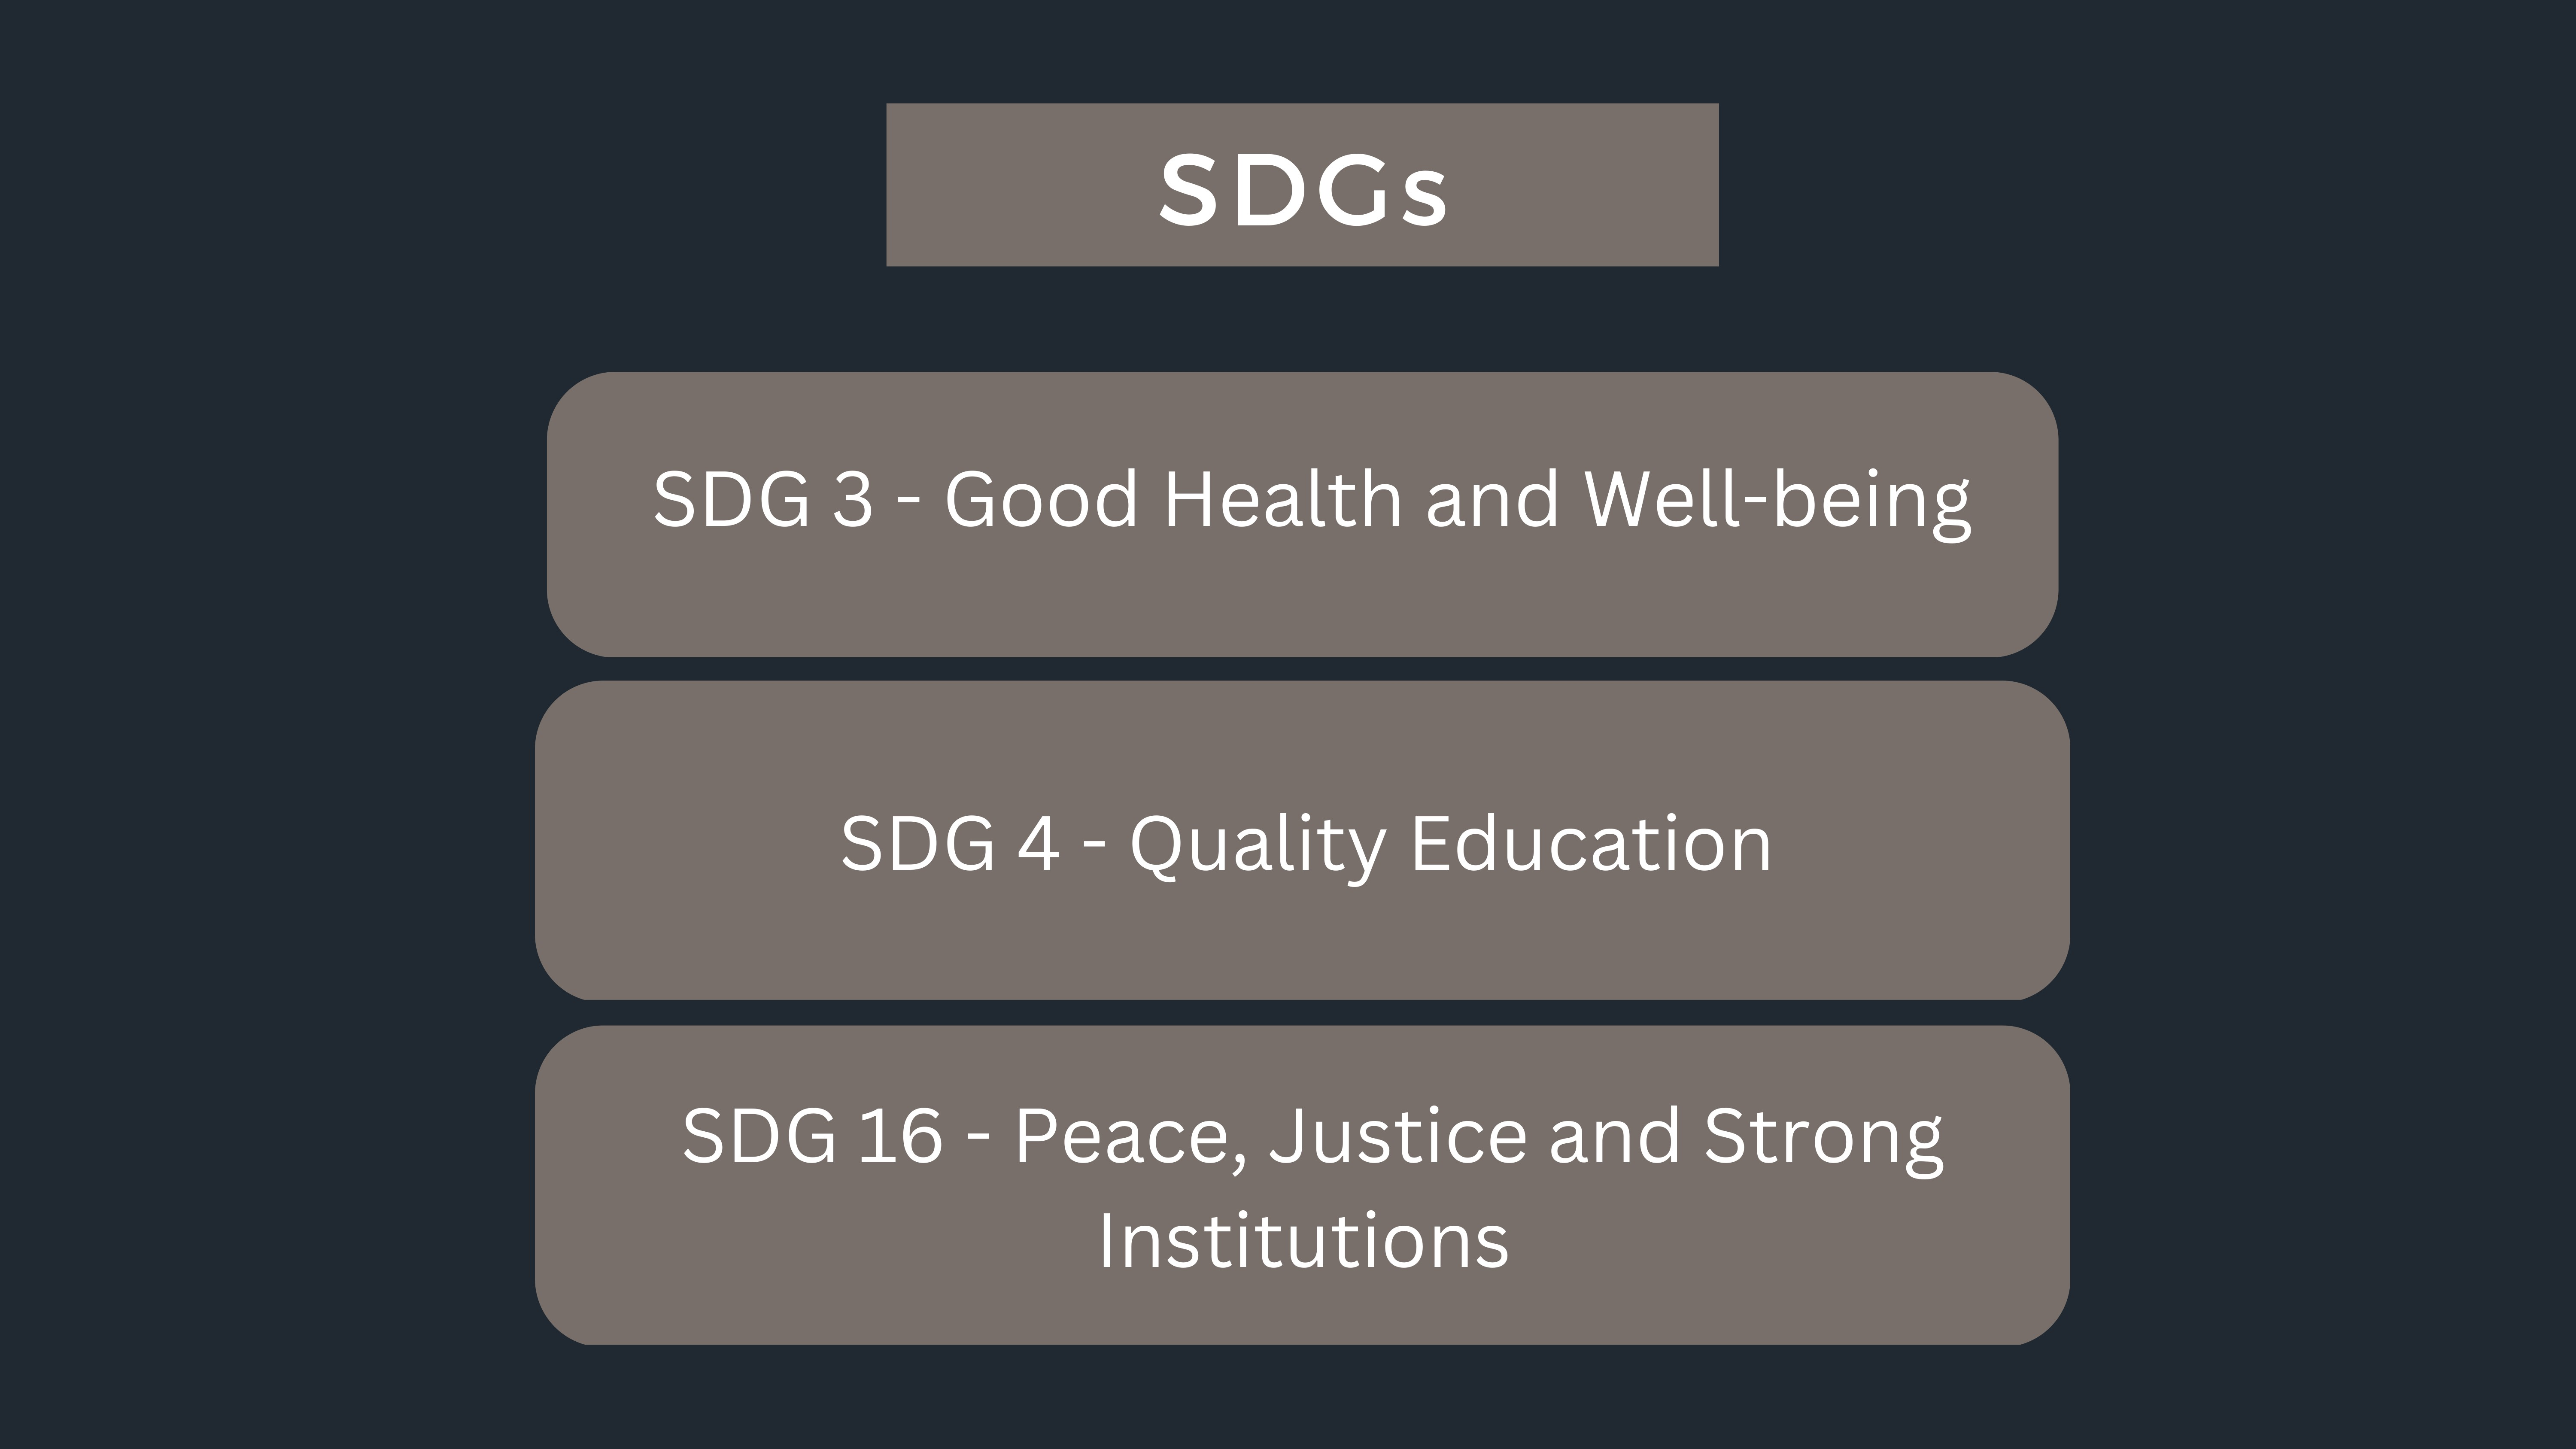 SDGs
SDG 3 - Good Health and Well-being
SDG 4 - Quality Education
SDG 16 - Peace, Justice and Strong
Institutions